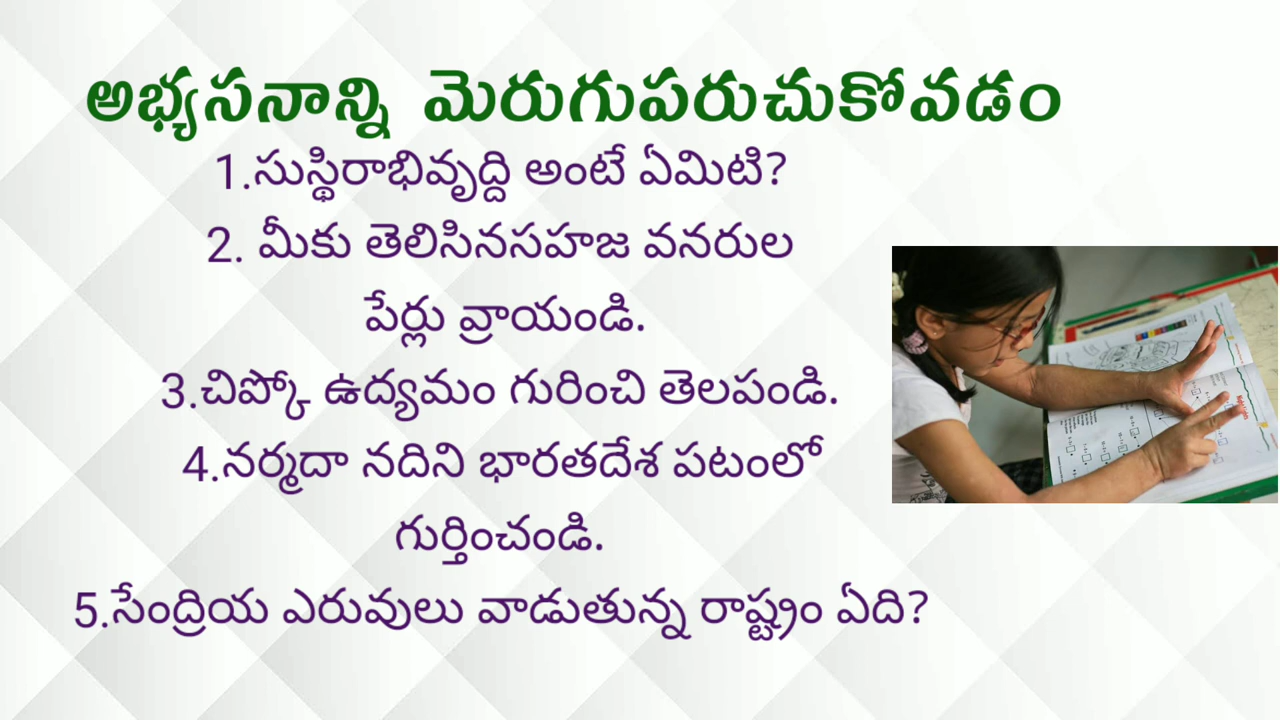 అభ్యసనాన్ని మెరుగుపరుచుకోవడం
1.సుస్థిరాభివృద్ది అంటే ఏమిటి?
2. మీకు తెలిసినసహజ వనరుల
పేర్లు వ్రాయండి.
3.చిప్కో ఉద్యమం గురించి తెలపండి.
4.నర్మదా నదిని భారతదేశ పటంలో
గుర్తించండి.
5.సేంద్రియ ఎరువులు వాడుతున్న రాష్ట్రం ఏది?